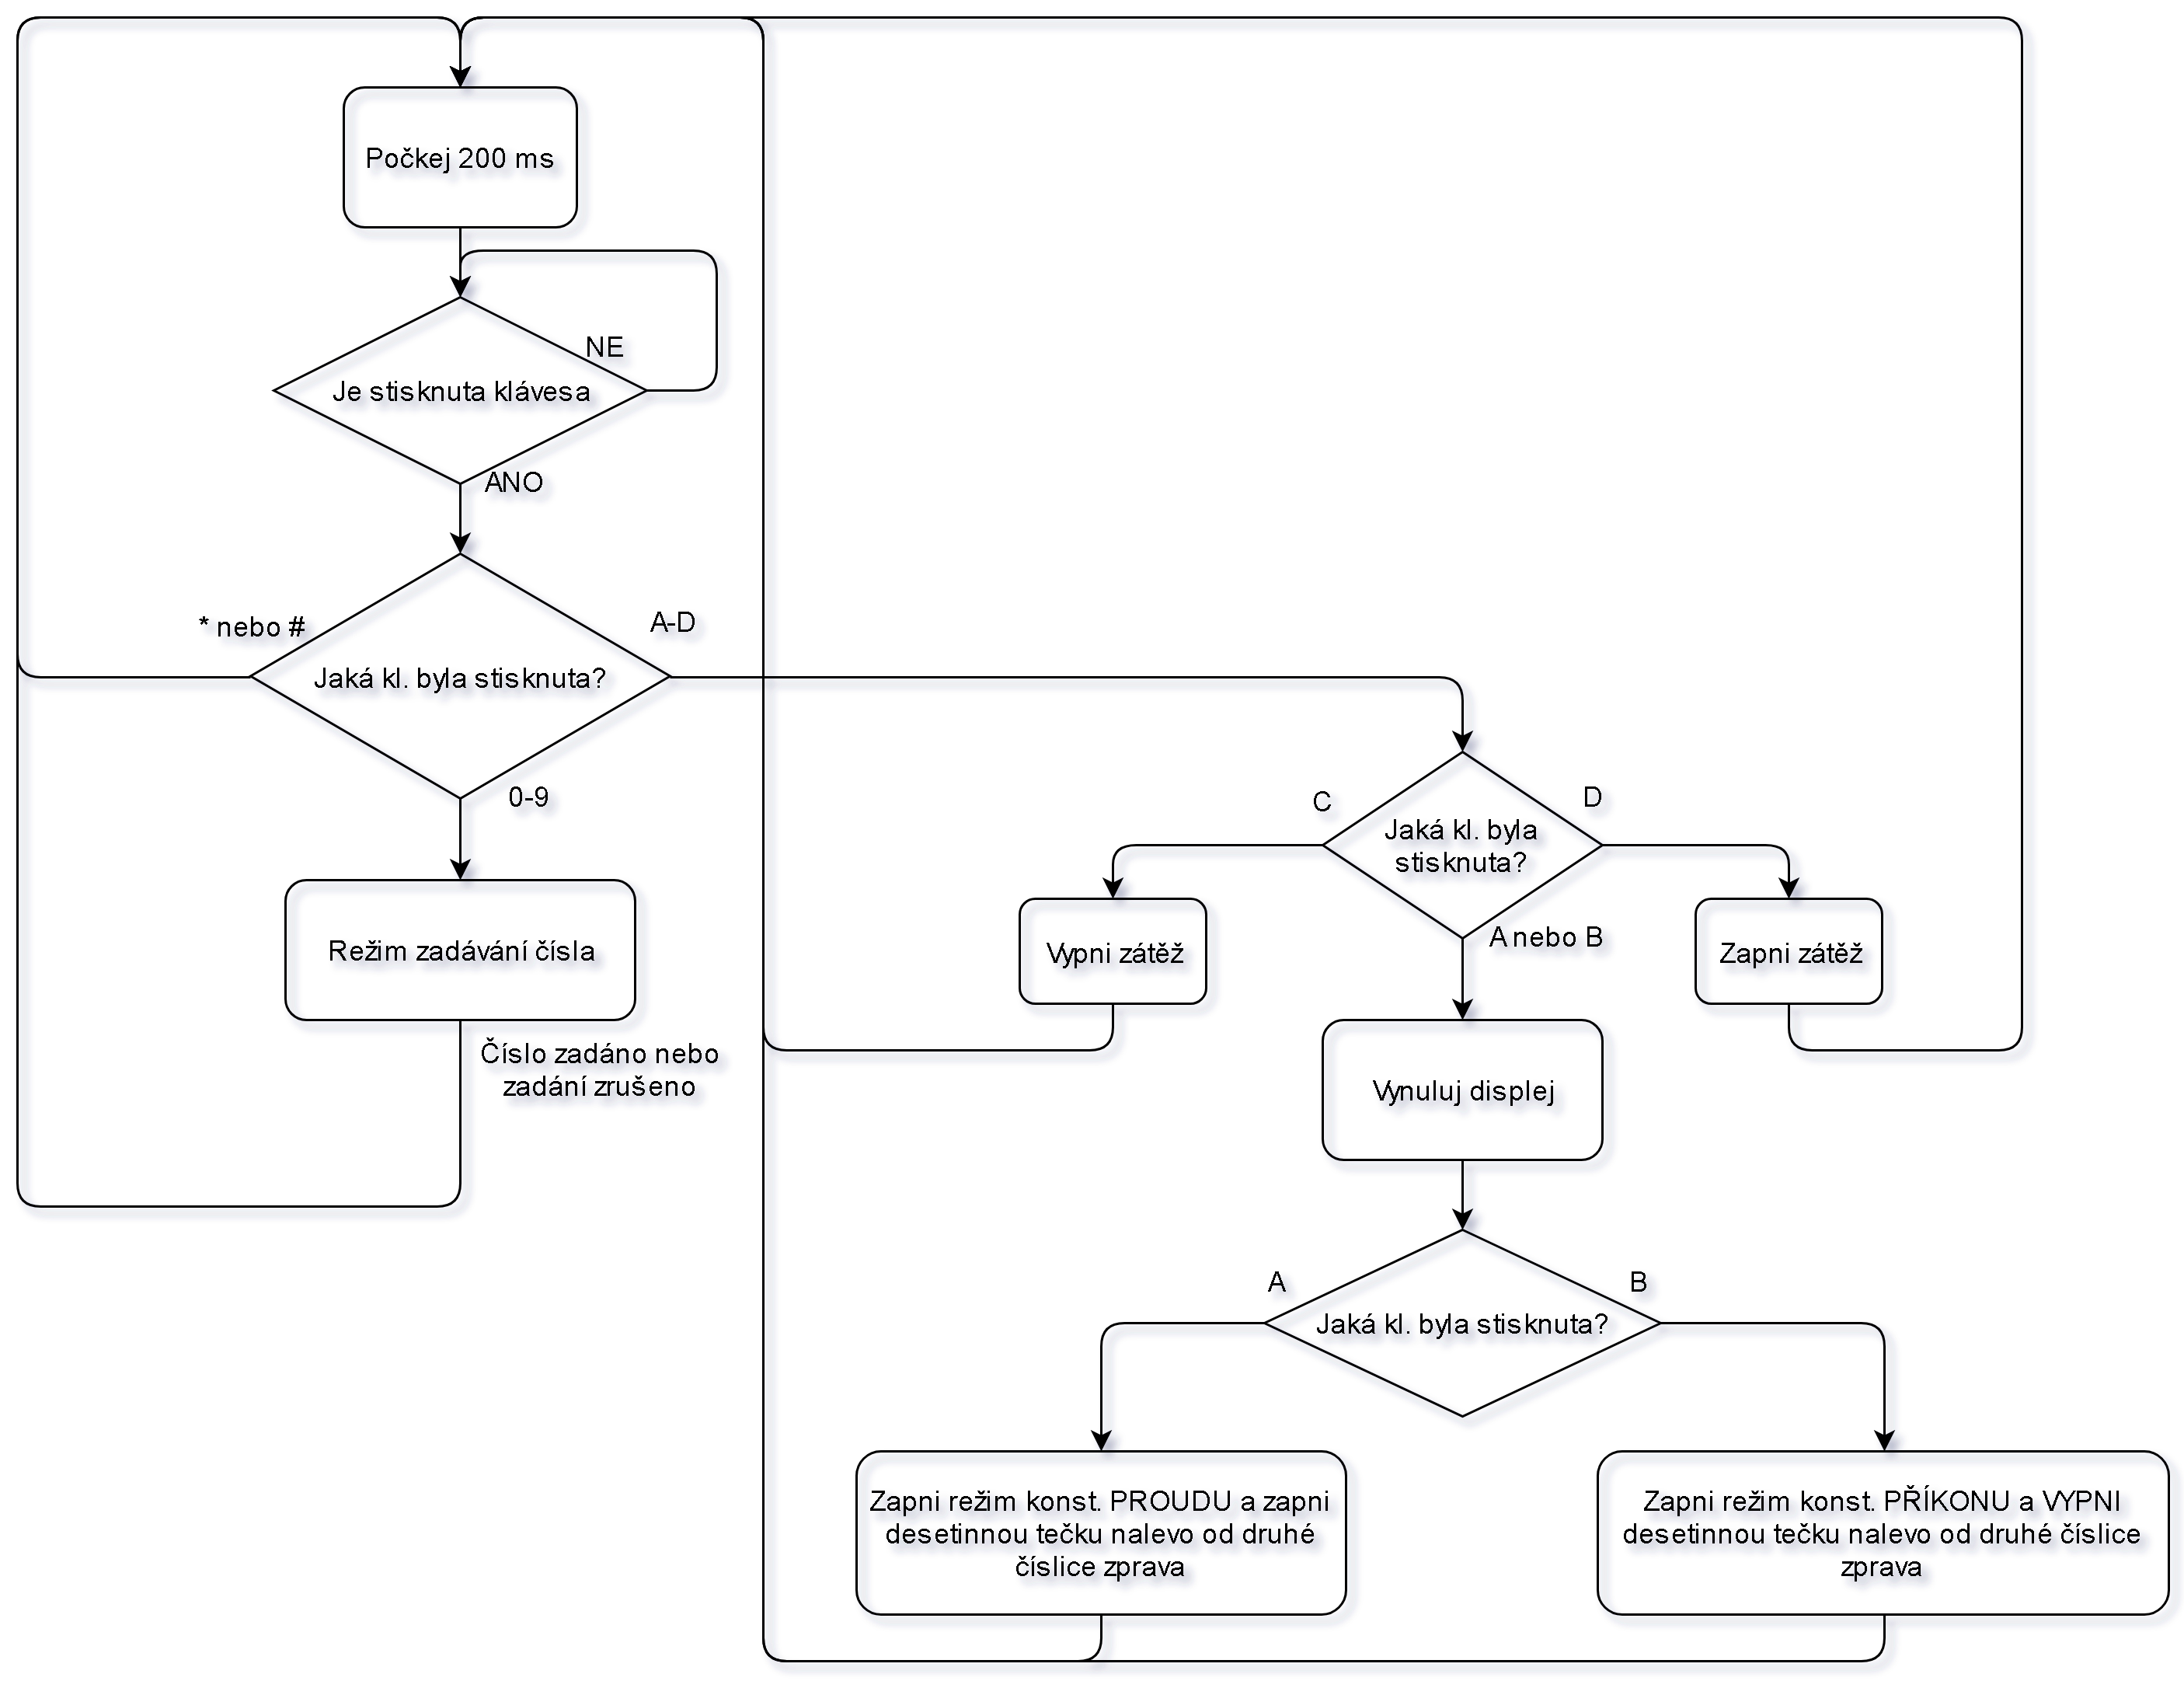 Počkej 200 ms
NE
Je stisknuta klávesa
ANO
* nebo #
A-D
Jaká kl. byla stisknuta?
0-9
Režim zadávání čísla
Číslo zadáno nebo
zadání zrušeno
C
D
Jaká kl. byla
stisknuta?
A nebo B
Vypni zátěž
Zapni zátěž
Vynuluj displej
A
B
Jaká kl. byla stisknuta?
Zapni režim konst. PROUDU a zapni
desetinnou tečku nalevo od druhé
číslice zprava
Zapni režim konst. PŘÍKONU a VYPNI
desetinnou tečku nalevo od druhé číslice
zprava